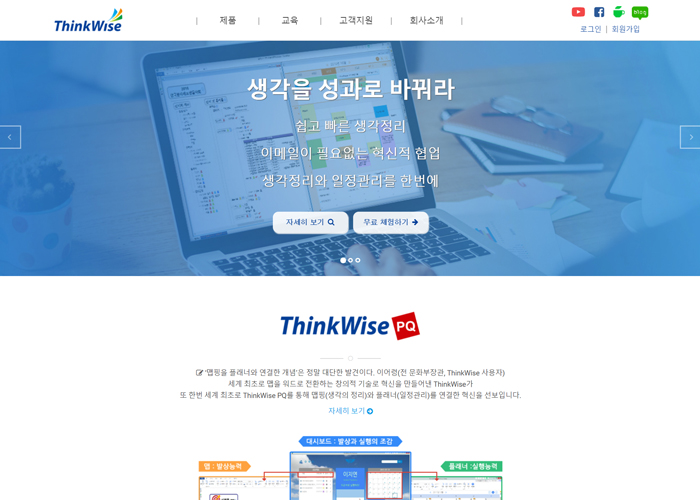 ThinkWise
제품
교육
고객지원
회사소개
blog
로그인 | 회원가입
생각을 성과로 바꿔라
쉽고 빠른 생각정리
이메일이 필요없는 혁신적 협업
생각정리와 일정관리를 한번에
자세히 보기
무료 체험하기
ThinkWise PQ
'맵핑을 플래너와 연결한 개념'은 정말 대단한 발견이다. 이어령(전 문화부장관, ThinkWise 사용자)
세계 최초로 맵을 워드로 전환하는 창의적 기술로 혁신을 만들어낸 ThinkWise가
또 한번 세계 최초로 ThinkWise PQ를 통해 맵핑(생각의 정리)와 플래너(일정관리)를 연결한 혁신을 선보입니다.
자세히 보기
대시보드 : 발상과 실행의 조감
맵 : 발상능력
플래너 :실행능력